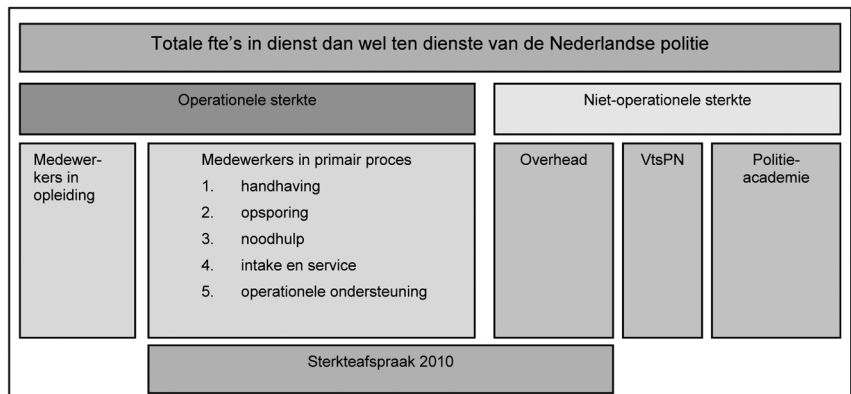 Totale fte's in dienst dan wel ten dienste van de Nederlandse politie
Operationele sterkte
Niet-operationele sterkte
Medewer-
kers in
opleiding
Medewerkers in primair proces
1. handhaving
2. opsporing
3. noodhulp
4. intake en service
5. operationele ondersteuning
Overhead
VtsPN
Politie-
academie
Sterkteafspraak 2010